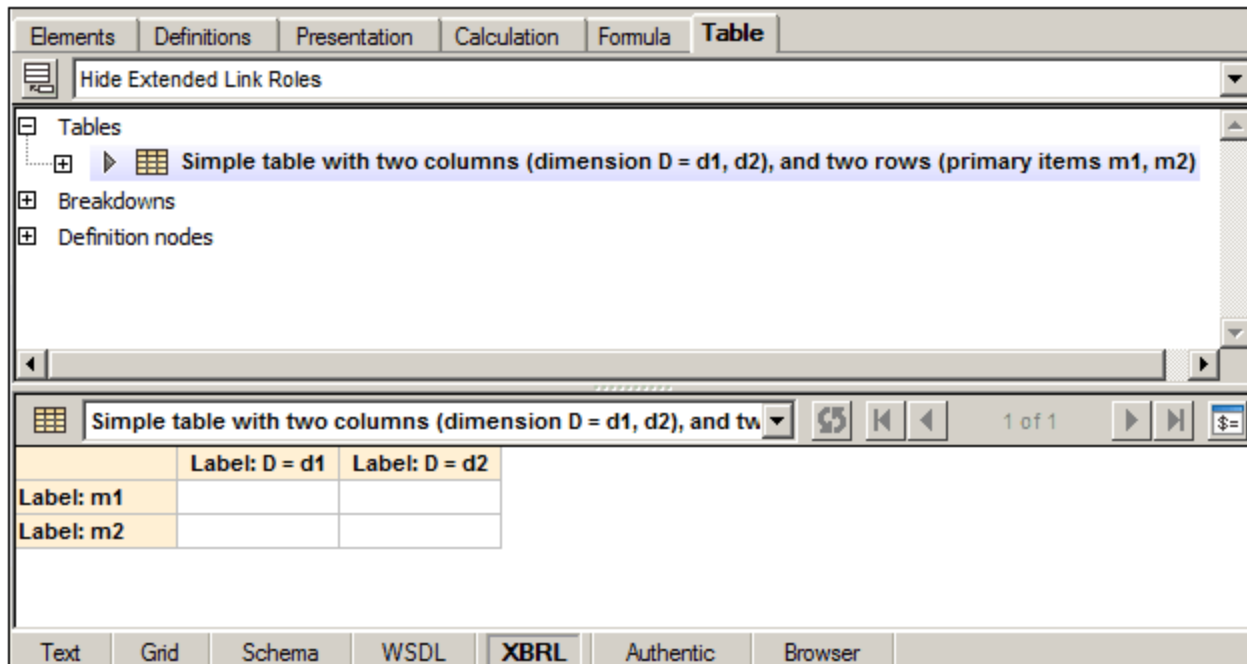 Elements Definitions Presentation Calculation Formula Table
Hide Extended Link Roles
Tables
Simple table with two columns (dimension D = d1, d2), and two rows (primary items m1, m2)
Breakdowns
Definition nodes
Simple table with two columns (dimension D = d1, d2), and tw 1 of 1 $=
Label: D = d1 Label: D = d2
Label: m1
Label: m2
Text Grid Schema WSDL XBRL Authentic Browser